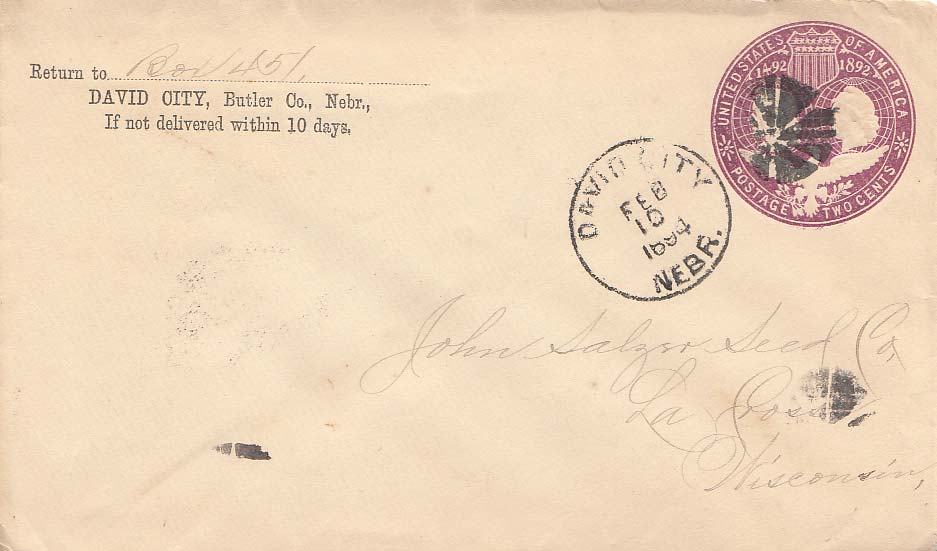 Return to Box 451,
DAVID CITY, Butler Co., Nebr.,
If not delivered within 10 days.
UNITED STATES OF AMERICA
1492 1892
POSTAGE TWO CENTS
DAVID CITY
FEB
10
1894
NEBR.
John Salzer Seed Co,
La Cross
Wisconsin,